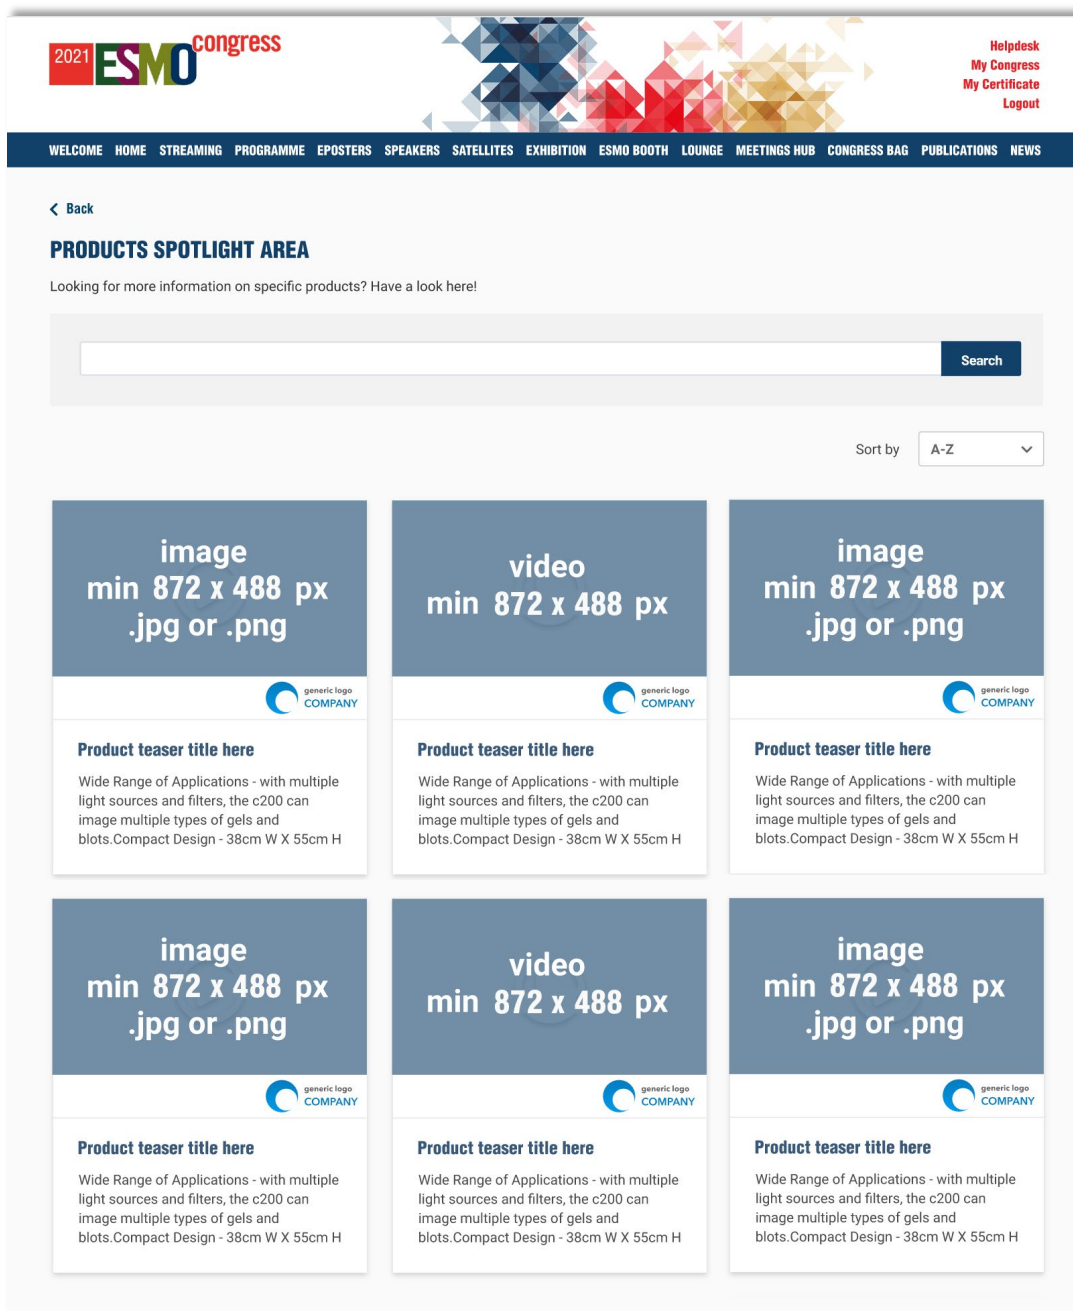 2021 ESMO congress
Helpdesk
My Congress
My Certificate
Logout
WELCOME HOME STREAMING PROGRAMME EPOSTERS SPEAKERS SATELLITES EXHIBITION ESMO BOOTH LOUNGE MEETINGS HUB CONGRESS BAG PUBLICATIONS NEWS
Back
PRODUCTS SPOTLIGHT AREA
Looking for more information on specific products? Have a look here!
Search
Sort by A-Z
image
min 872 x 488 px
.jpg or .png
generic logo
COMPANY
Product teaser title here
Wide Range of Applications - with multiple
light sources and filters, the c200 can
image multiple types of gels and
blots.Compact Design - 38cm W X 55cm H
video
min 872 x 488 px
generic logo
COMPANY
Product teaser title here
Wide Range of Applications - with multiple
light sources and filters, the c200 can
image multiple types of gels and
blots.Compact Design - 38cm W X 55cm H
image
min 872 x 488 px
.jpg or .png
generic logo
COMPANY
Product teaser title here
Wide Range of Applications - with multiple
light sources and filters, the c200 can
image multiple types of gels and
blots.Compact Design - 38cm W X 55cm H
image
min 872 x 488 px
.jpg or .png
generic logo
COMPANY
Product teaser title here
Wide Range of Applications - with multiple
light sources and filters, the c200 can
image multiple types of gels and
blots.Compact Design - 38cm W X 55cm H
video
min 872 x 488 px
generic logo
COMPANY
Product teaser title here
Wide Range of Applications - with multiple
light sources and filters, the c200 can
image multiple types of gels and
blots.Compact Design - 38cm W X 55cm H
image
min 872 x 488 px
.jpg or .png
generic logo
COMPANY
Product teaser title here
Wide Range of Applications - with multiple
light sources and filters, the c200 can
image multiple types of gels and
blots.Compact Design - 38cm W X 55cm H